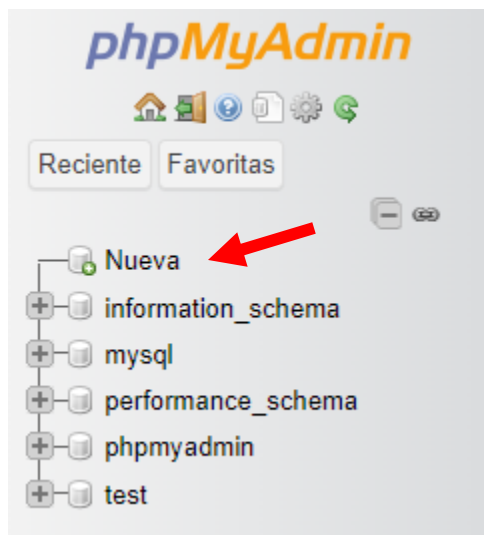 phpMyAdmin
Reciente Favoritas
Nueva
information_schema
mysql
performance_schema
phpmyadmin
test